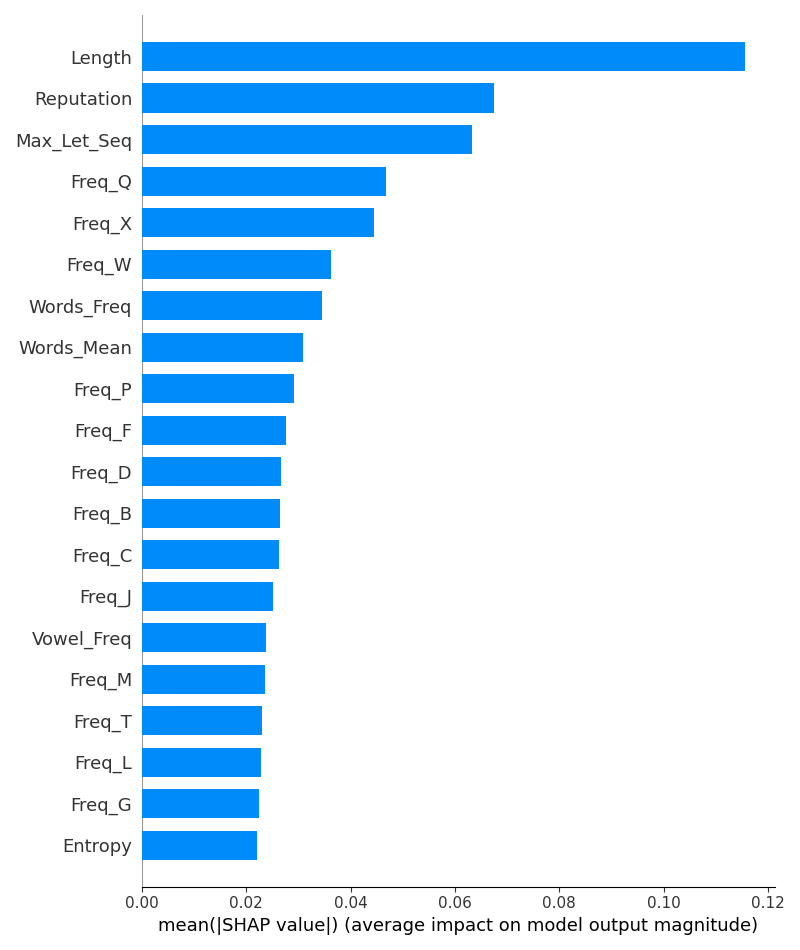 Length
Reputation
Max_Let_Seq
Freq_Q
Freq_X
Freq_W
Words_Freq
Words_Mean
Freq_P
Freq_F
Freq_D
Freq_B
Freq_C
Freq_J
Vowel_Freq
Freq_M
Freq_T
Freq_L
Freq_G
Entropy
0.00 0.02 0.04 0.06 0.08 0.10 0.12
mean(|SHAP value|) (average impact on model output magnitude)